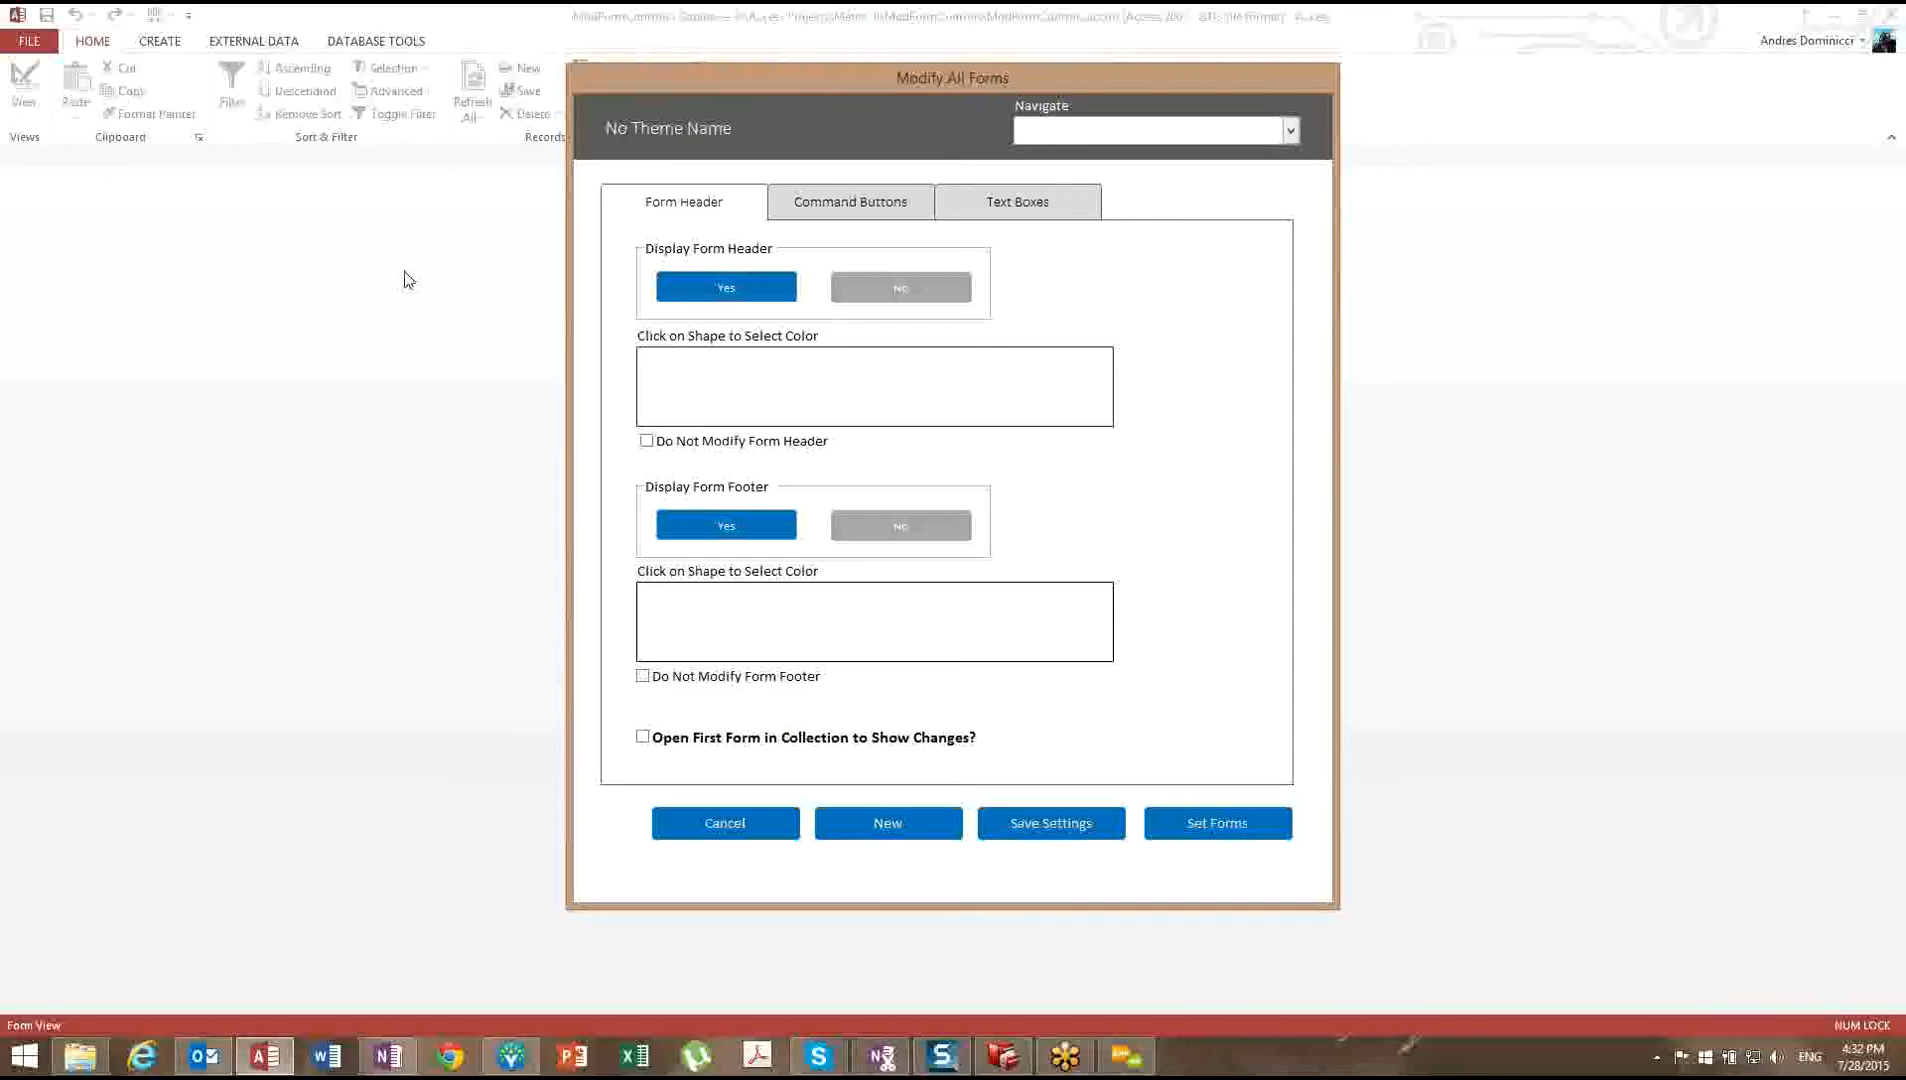 FILE HOME CREATE EXTERNAL DATA DATABASE TOOLS Andres Dominicci
View
Paste
Cut
Copy
Format Painter
Filter
Ascending
Descending
Remove Sort
Selection
Advanced
Toggle Filter
Refresh
All
New
Save
Delete
Views Clipboard Sort & Filter Records
Modify All Forms
No Theme Name
Navigate
Form Header Command Buttons Text Boxes
Display Form Header
Yes No
Click on Shape to Select Color
Do Not Modify Form Header
Display Form Footer
Yes No
Click on Shape to Select Color
Do Not Modify Form Footer
Open First Form in Collection to Show Changes?
Cancel New Save Settings Set Forms
Form View NUM LOCK
ENG
4:32 PM
7/28/2015